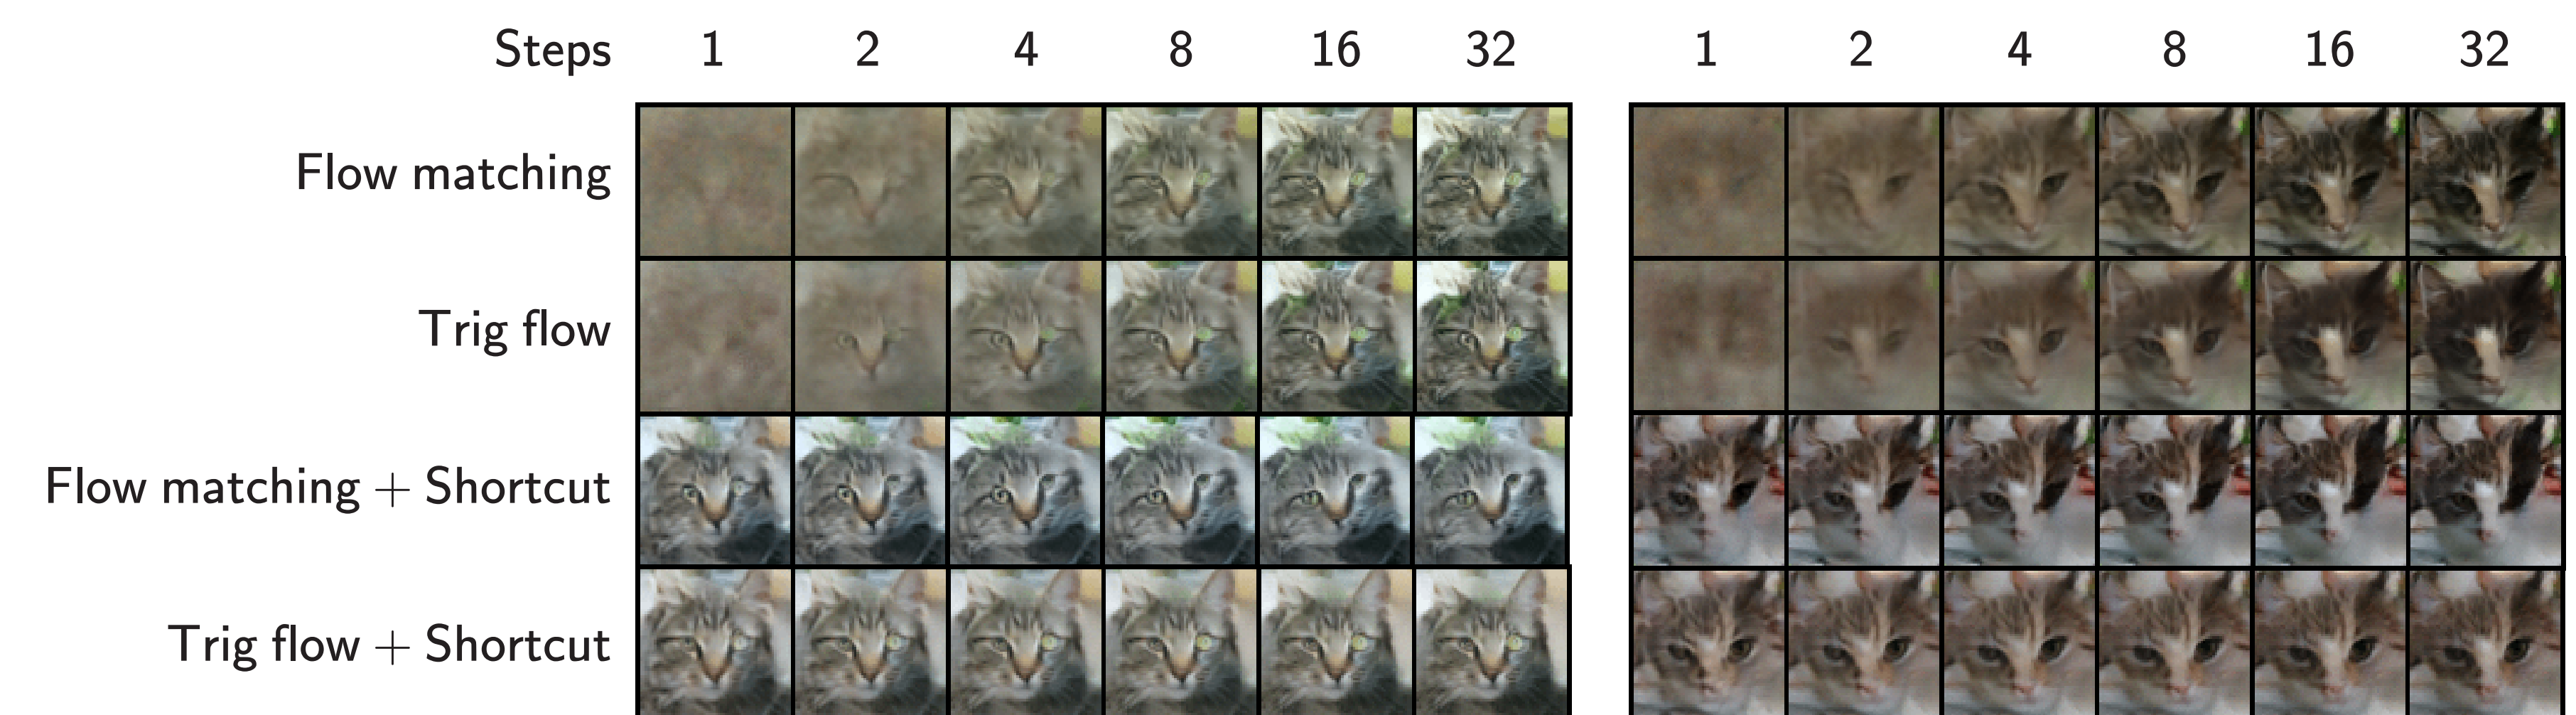 Steps 1 2 4 8 16 32 1 2 4 8 16 32
Flow matching
Trig flow
Flow matching + Shortcut
Trig flow + Shortcut